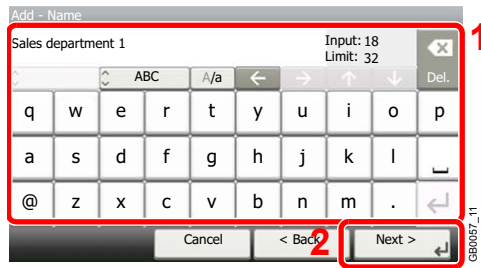 Add - Name
Sales department 1
Input: 18
Limit: 32
Del.
ABC
A/a
q w e r t y u i o p
a s d f g h j k l
@ z x c v b n m .
Cancel
< Back
Next >
1
2
GB0057_11